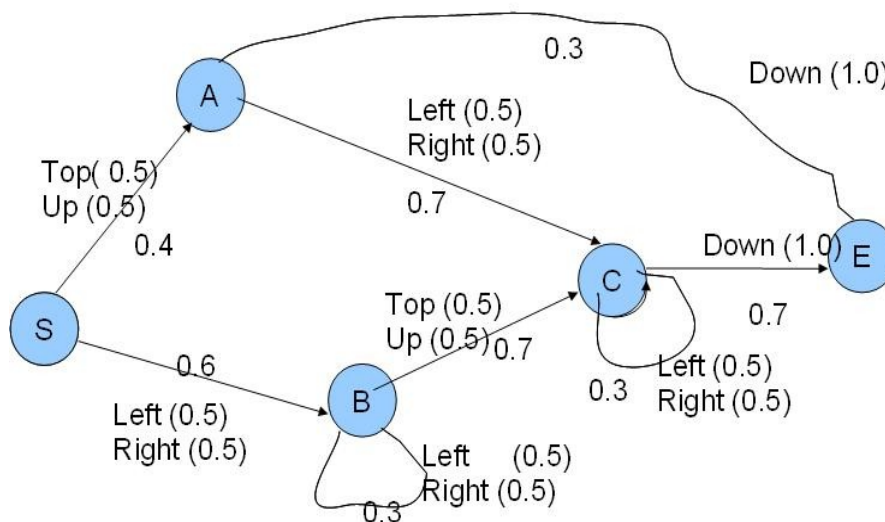 0.3
Down (1.0)
A
Left (0.5)
Right (0.5)
Top( 0.5)
Up (0.5)
0.7
0.4
Down (1.0)
E
C
Top (0.5)
Up (0.5)
0.7
0.7
S
0.6
Left (0.5)
Right (0.5)
0.3
Left (0.5)
Right (0.5)
B
Left (0.5)
Right (0.5)
0.3